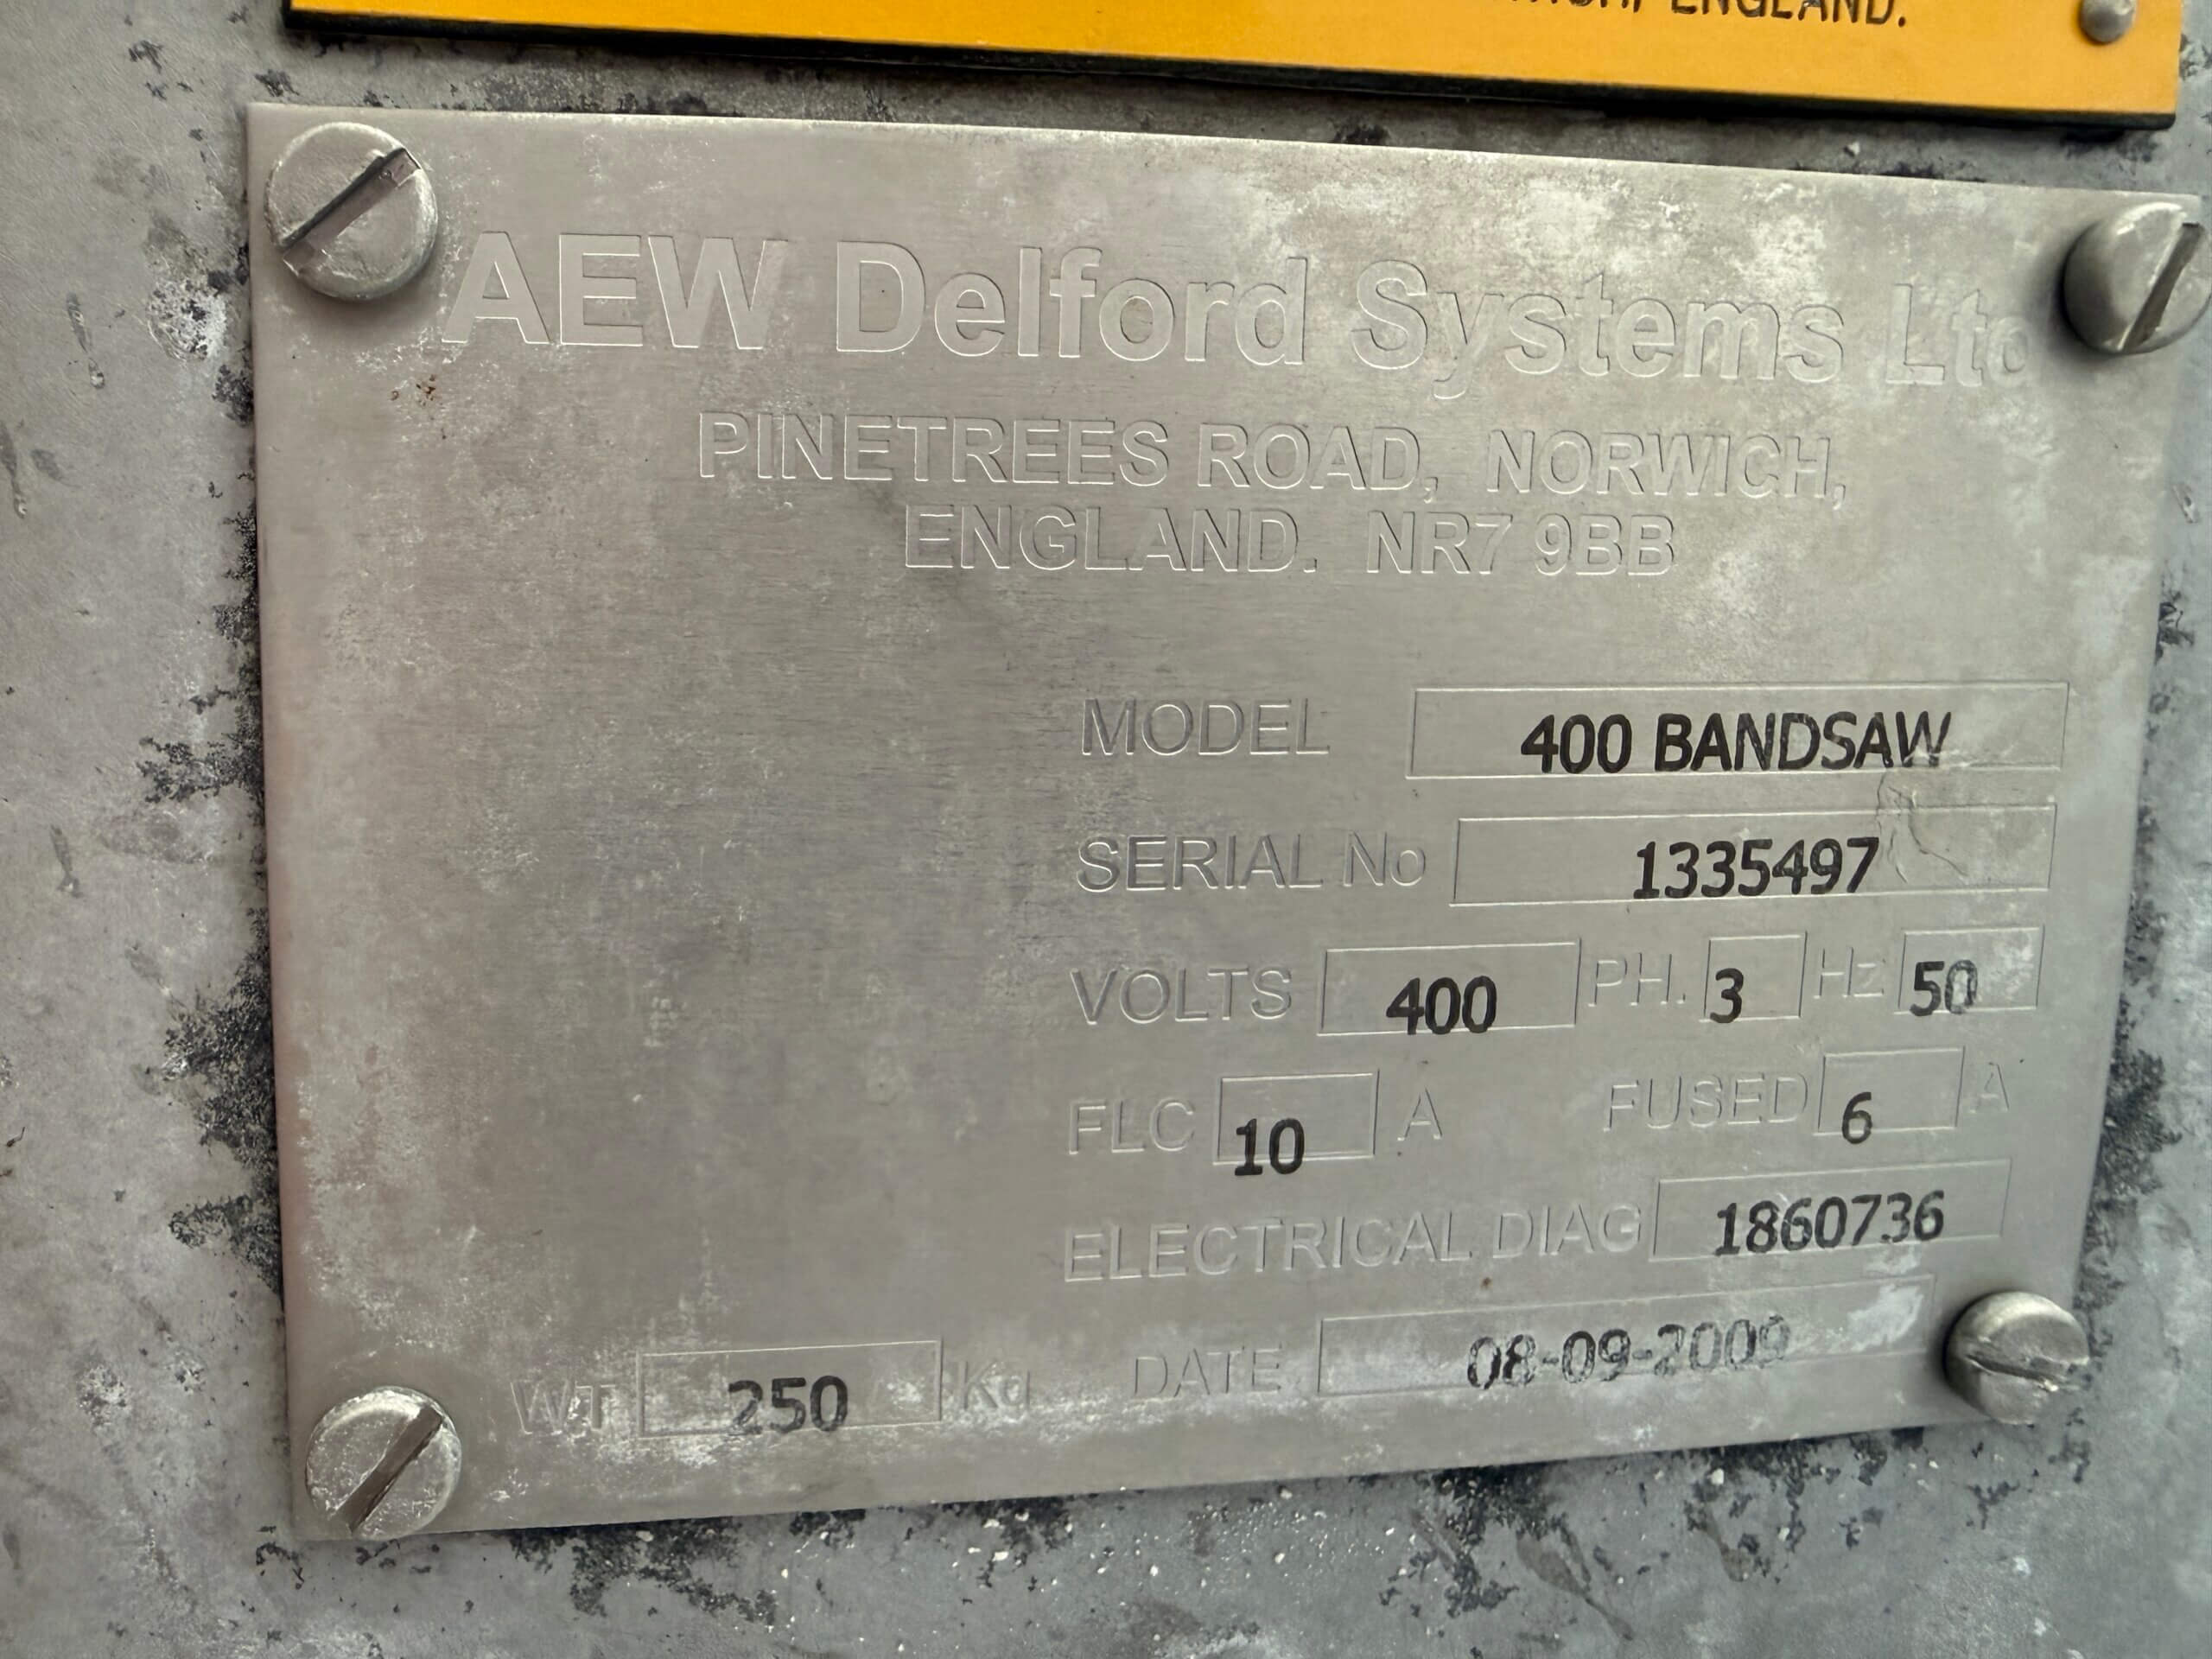 ENGLAND.
AEW Delford Systems Ltd
PINETREES ROAD, NORWICH,
ENGLAND. NR7 9BB
MODEL 400 BANDSAW
SERIAL No 1335497
VOLTS 400 PH. 3 Hz 50
FLC 10 A FUSED 6 A
ELECTRICAL DIAG 1860736
WT 250 Kg DATE 08-09-2009